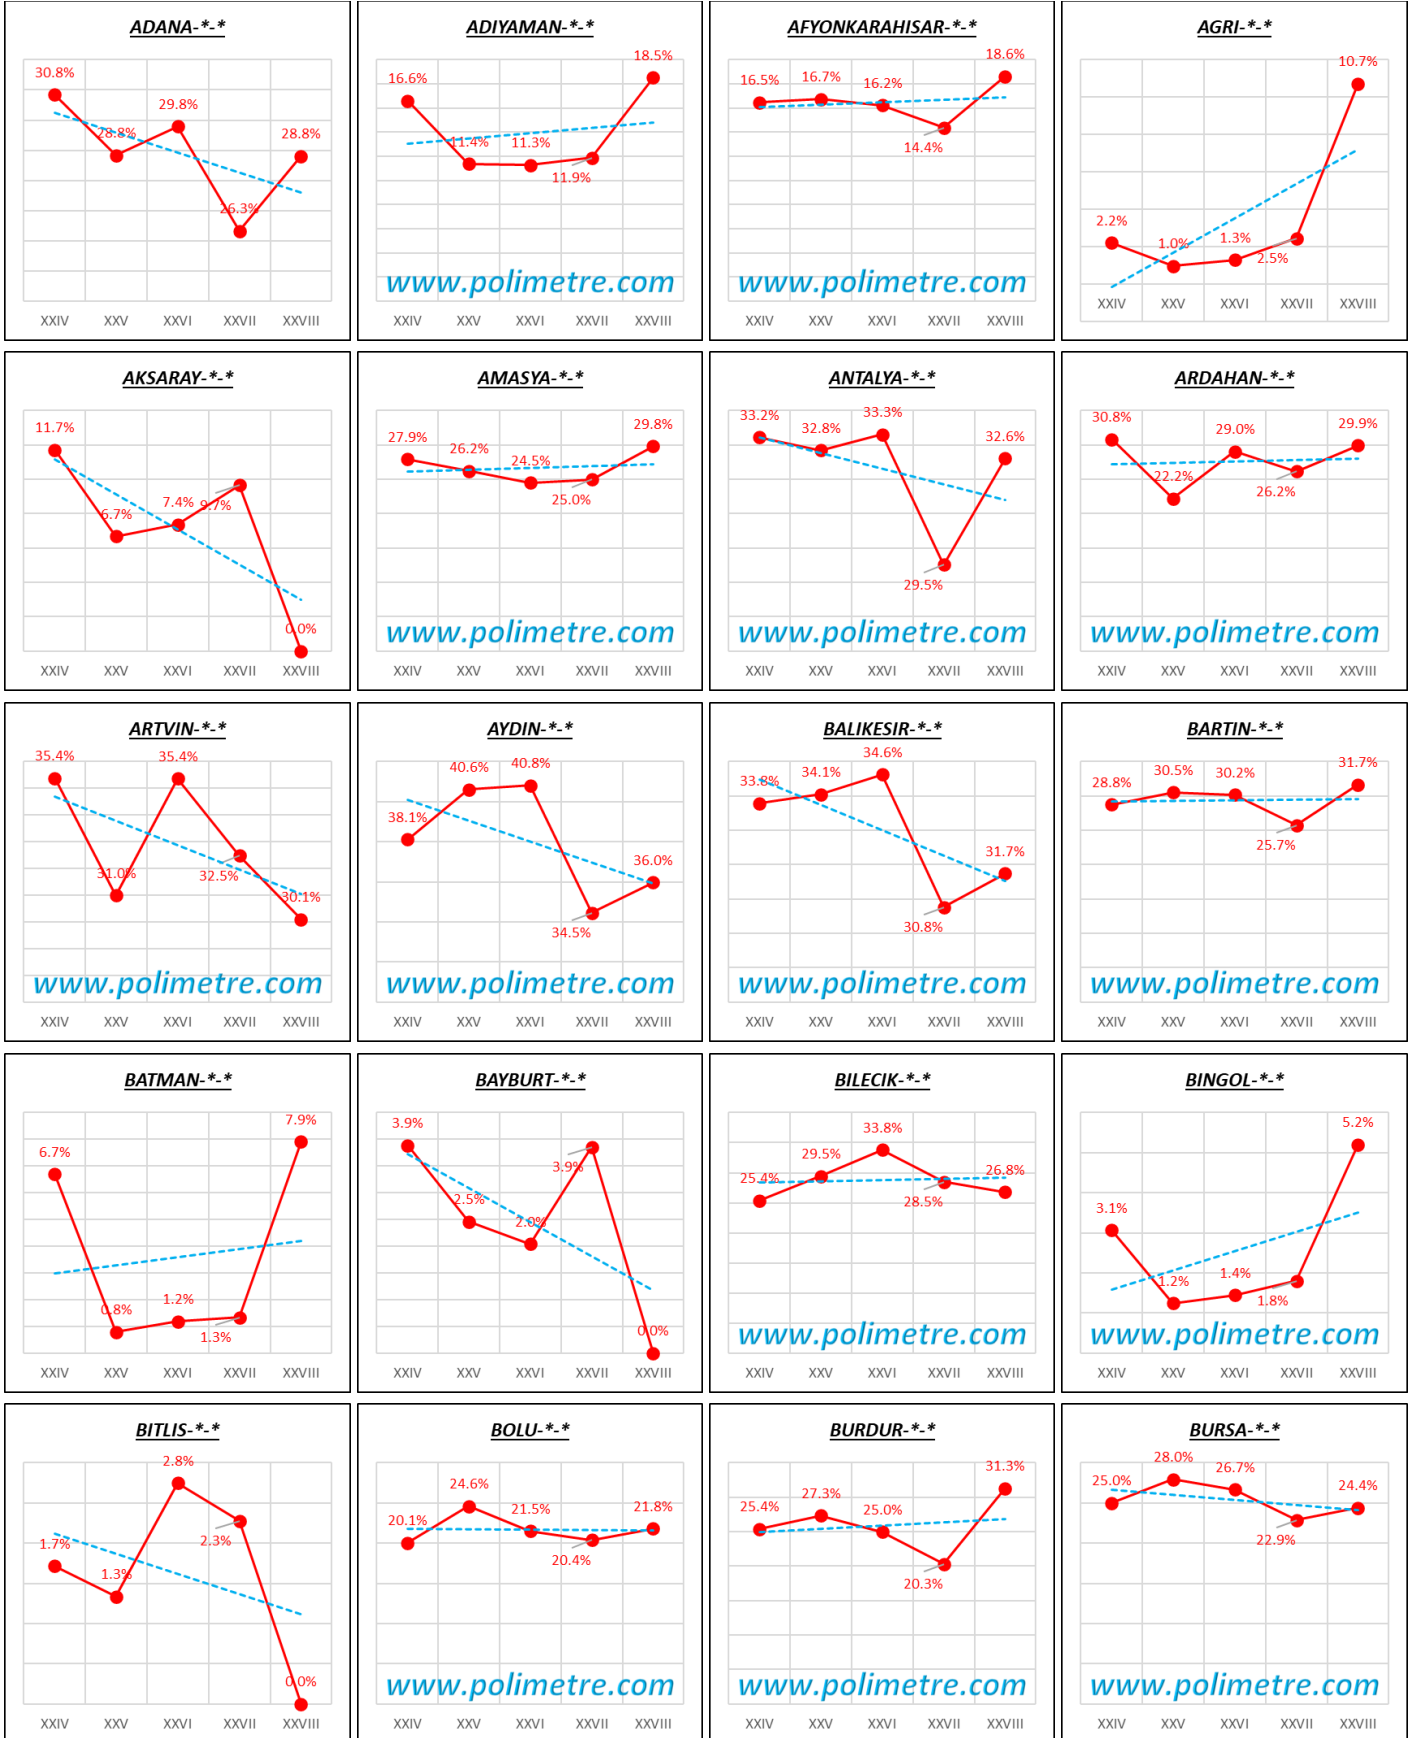 ADANA-*-*
30.8%
28.8%
29.8%
26.3%
28.8%
XXIV XXV XXVI XXVII XXVIII
ADIYAMAN-*-*
16.6%
11.4%
11.3%
11.9%
18.5%
www.polimetre.com
XXIV XXV XXVI XXVII XXVIII
AFYONKARAHISAR-*-*
16.5%
16.7%
16.2%
14.4%
18.6%
www.polimetre.com
XXIV XXV XXVI XXVII XXVIII
AGRI-*-*
2.2%
1.0%
1.3%
2.5%
10.7%
XXIV XXV XXVI XXVII XXVIII
AKSARAY-*-*
11.7%
6.7%
7.4%
9.7%
0.0%
XXIV XXV XXVI XXVII XXVIII
AMASYA-*-*
27.9%
26.2%
24.5%
25.0%
29.8%
www.polimetre.com
XXIV XXV XXVI XXVII XXVIII
ANTALYA-*-*
33.2%
32.8%
33.3%
29.5%
32.6%
www.polimetre.com
XXIV XXV XXVI XXVII XXVIII
ARDAHAN-*-*
30.8%
22.2%
29.0%
26.2%
29.9%
www.polimetre.com
XXIV XXV XXVI XXVII XXVIII
ARTVIN-*-*
35.4%
31.0%
35.4%
32.5%
30.1%
www.polimetre.com
XXIV XXV XXVI XXVII XXVIII
AYDIN-*-*
38.1%
40.6%
40.8%
34.5%
36.0%
www.polimetre.com
XXIV XXV XXVI XXVII XXVIII
BALIKESIR-*-*
33.8%
34.1%
34.6%
30.8%
31.7%
www.polimetre.com
XXIV XXV XXVI XXVII XXVIII
BARTIN-*-*
28.8%
30.5%
30.2%
25.7%
31.7%
www.polimetre.com
XXIV XXV XXVI XXVII XXVIII
BATMAN-*-*
6.7%
0.8%
1.2%
1.3%
7.9%
XXIV XXV XXVI XXVII XXVIII
BAYBURT-*-*
3.9%
2.5%
2.0%
3.9%
0.0%
XXIV XXV XXVI XXVII XXVIII
BILECIK-*-*
25.4%
29.5%
33.8%
28.5%
26.8%
www.polimetre.com
XXIV XXV XXVI XXVII XXVIII
BINGOL-*-*
3.1%
1.2%
1.4%
1.8%
5.2%
www.polimetre.com
XXIV XXV XXVI XXVII XXVIII
BITLIS-*-*
1.7%
1.3%
2.8%
2.3%
0.0%
XXIV XXV XXVI XXVII XXVIII
BOLU-*-*
20.1%
24.6%
21.5%
20.4%
21.8%
www.polimetre.com
XXIV XXV XXVI XXVII XXVIII
BURDUR-*-*
25.4%
27.3%
25.0%
20.3%
31.3%
www.polimetre.com
XXIV XXV XXVI XXVII XXVIII
BURSA-*-*
25.0%
28.0%
26.7%
22.9%
24.4%
www.polimetre.com
XXIV XXV XXVI XXVII XXVIII